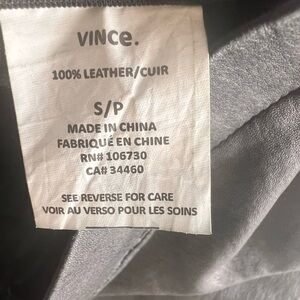 VINCe.
100% LEATHER/CUIR
S/P
MADE IN CHINA
FABRIQUÉ EN CHINE
RN# 106730
CA# 34460
SEE REVERSE FOR CARE
VOIR AU VERSO POUR LES SOINS